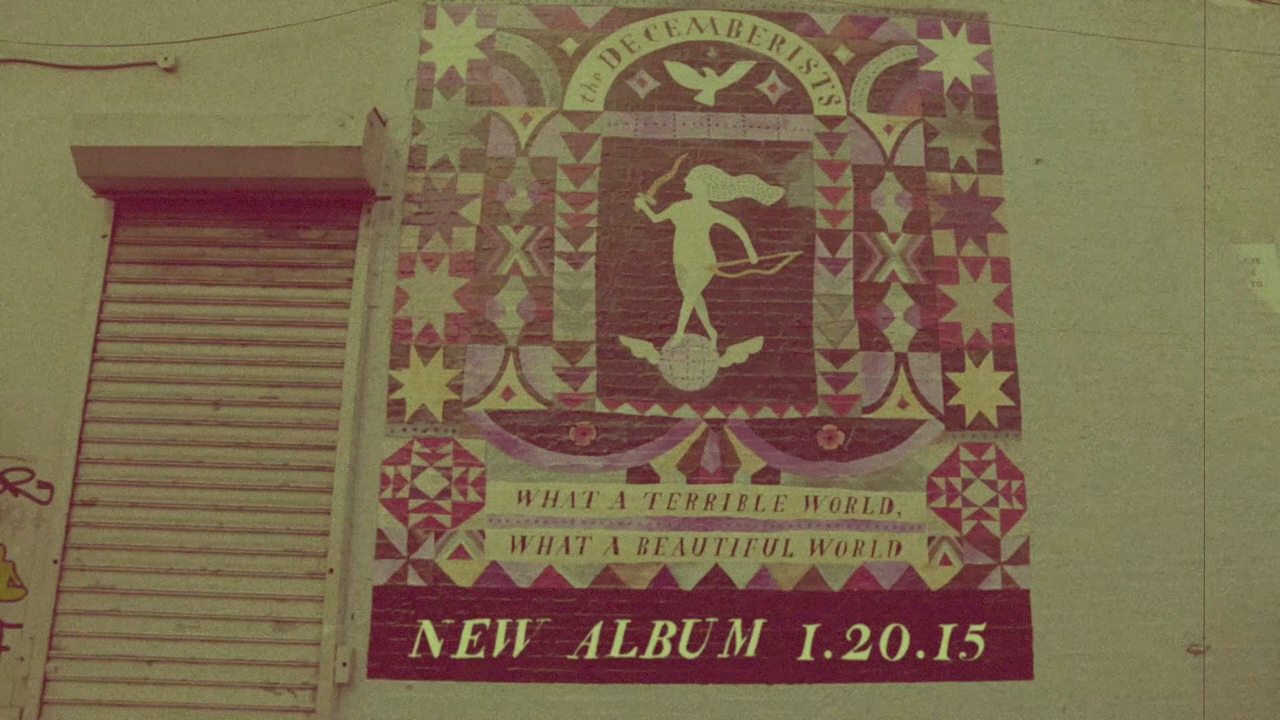 the DECEMBERISTS
WHAT A TERRIBLE WORLD,
WHAT A BEAUTIFUL WORLD
NEW ALBUM 1.20.15